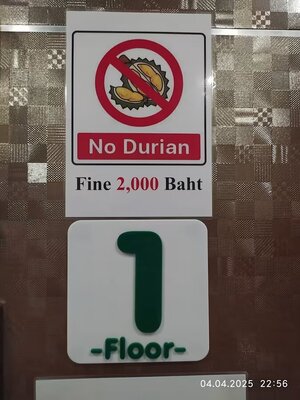 No Durian
Fine 2,000 Baht
1
-Floor-
04.04.2025 22:56